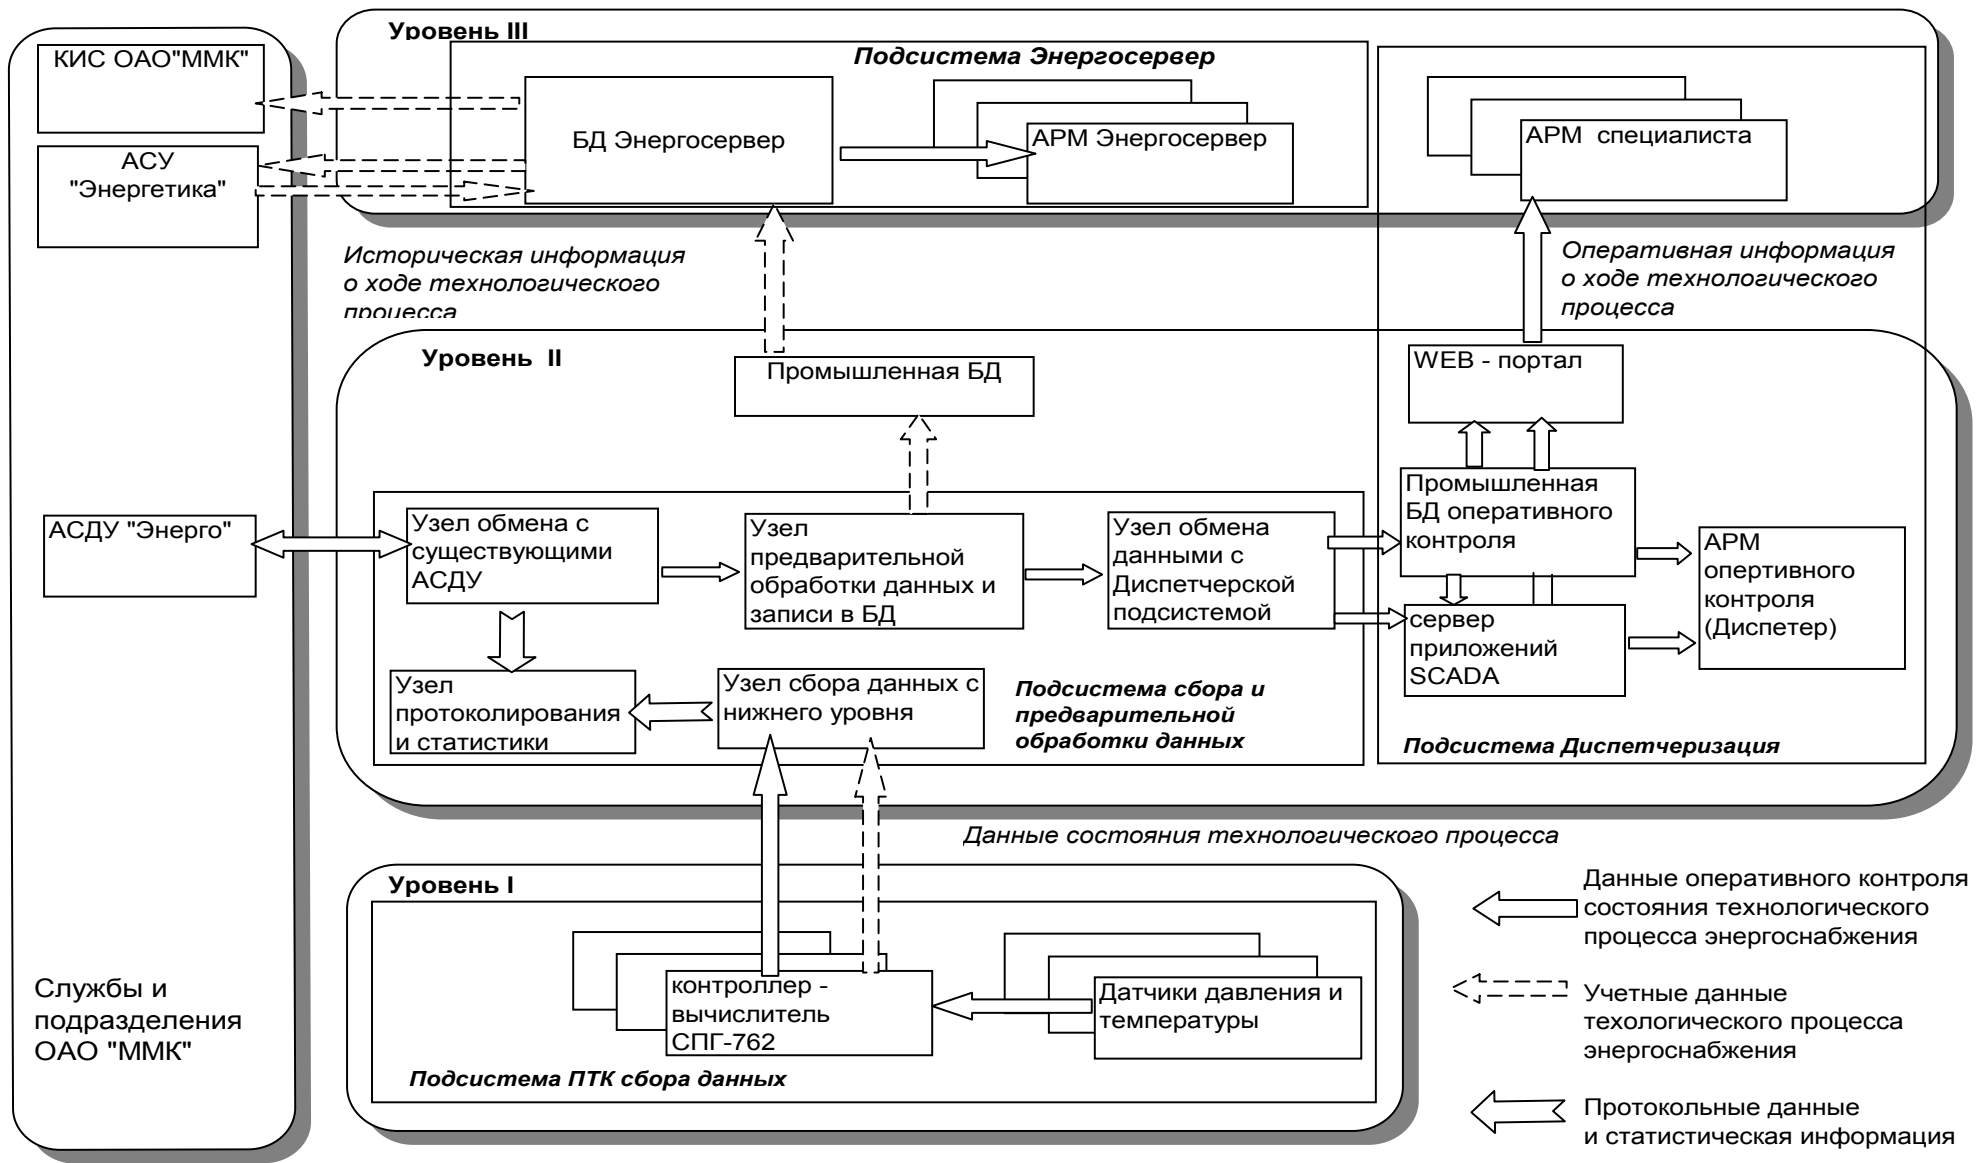 Уровень III
КИС ОАО"ММК"
Подсистема Энергосервер
БД Энергосервер
АРМ Энергосервер
АРМ специалиста
АСУ
"Энергетика"
Историческая информация
о ходе технологического
процесса
Оперативная информация
о ходе технологического
процесса
Уровень II
Промышленная БД
WEB - портал
АСДУ "Энерго"
Узел обмена с
существующими
АСДУ
Узел
предварительной
обработки данных и
записи в БД
Узел обмена
данными с
Диспетчерской
подсистемой
Промышленная
БД оперативного
контроля
АРМ
опертивного
контроля
(Диспетер)
сервер
приложений
SCADA
Узел
протоколирования
и статистики
Узел сбора данных с
нижнего уровня
Подсистема сбора и
предварительной
обработки данных
Подсистема Диспетчеризация
Данные состояния технологического процесса
Уровень I
контроллер -
вычислитель
СПГ-762
Датчики давления и
температуры
Подсистема ПТК сбора данных
Службы и
подразделения
ОАО "ММК"
Данные оперативного контроля
состояния технологического
процесса энергоснабжения
Учетные данные
техологического процесса
энергоснабжения
Протокольные данные
и статистическая информация